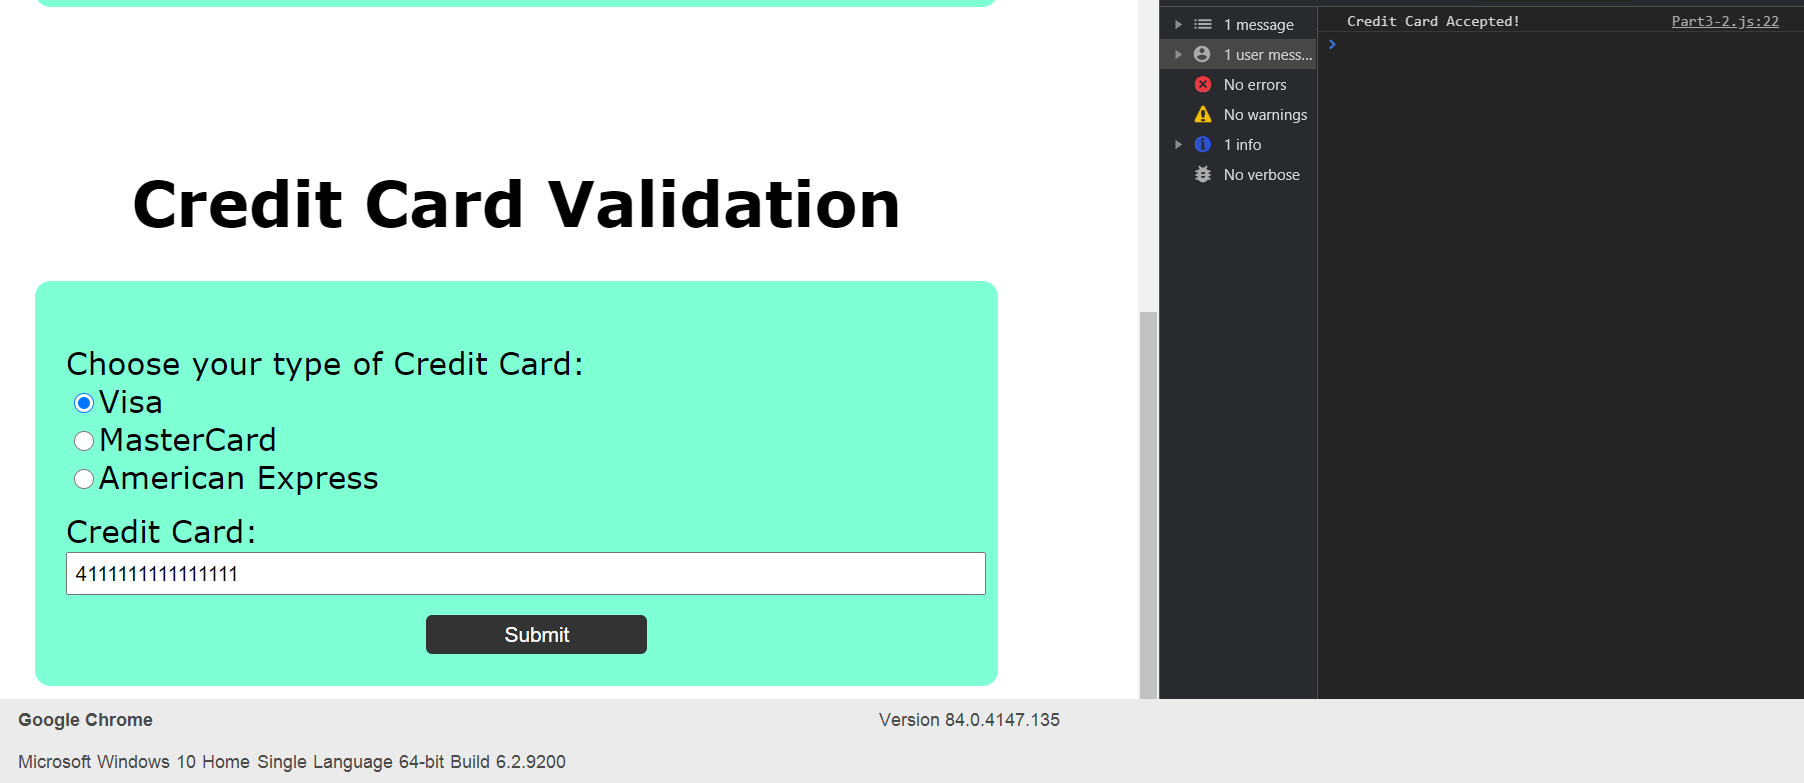 Credit Card Validation
Choose your type of Credit Card:
Visa
MasterCard
American Express
Credit Card:
4111111111111111
Submit
1 message
1 user mess...
No errors
No warnings
1 info
No verbose
Credit Card Accepted! Part3-2.js:22
Google Chrome Version 84.0.4147.135
Microsoft Windows 10 Home Single Language 64-bit Build 6.2.9200